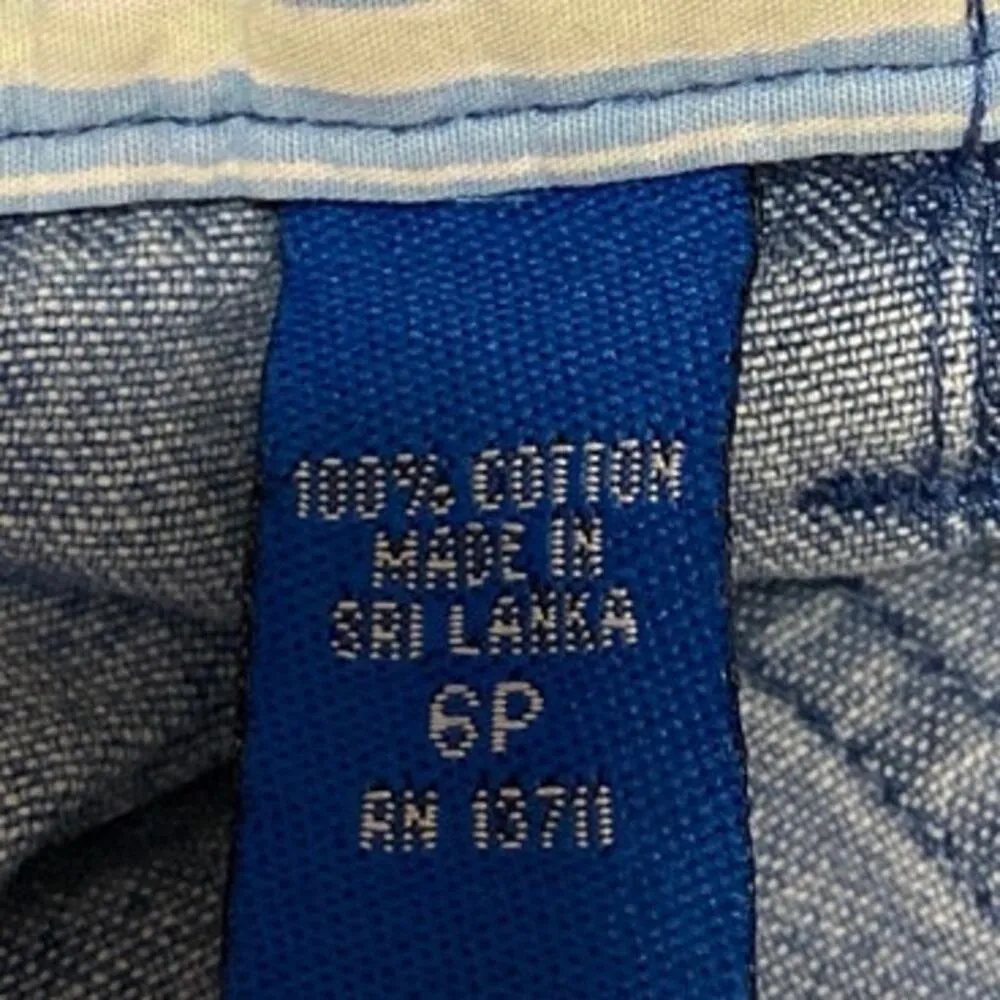 100% COTTON
MADE IN
SRI LANKA
6P
RN 13711